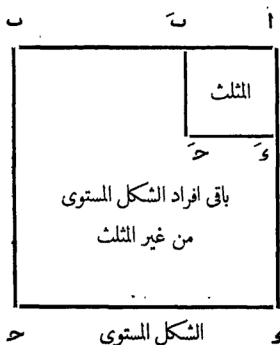 ا بَ ب
المثلث
ءَ حَ
باقى افراد الشكل المستوى
من غير المثلث
ء الشكل المستوى ح